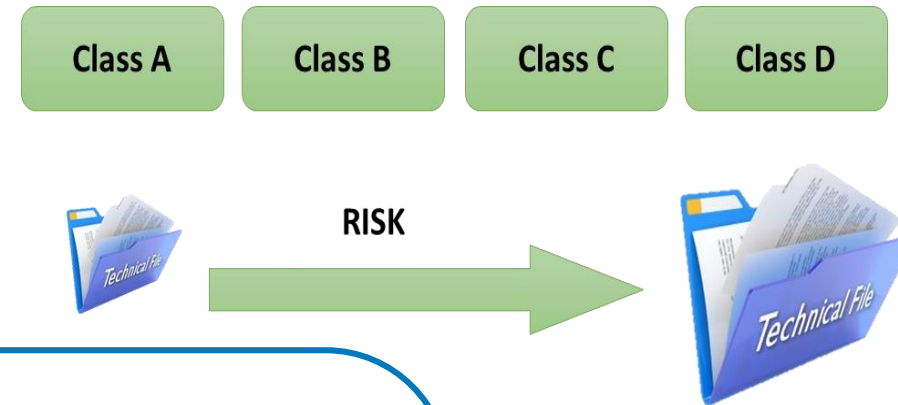 Class A
Class B
Class C
Class D
RISK
Technical File
Technical File